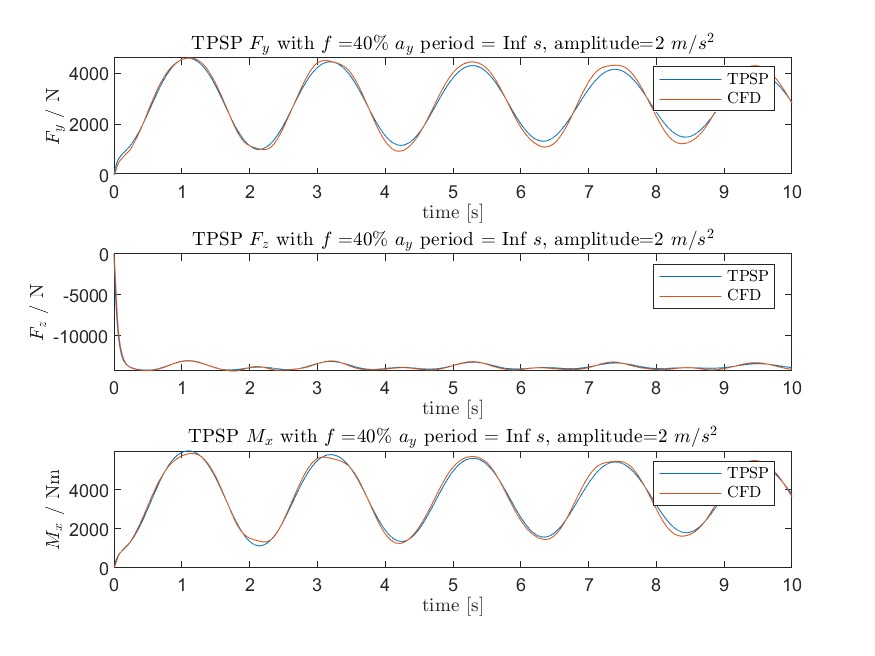 TPSP F_y with f =40% a_y period = Inf s, amplitude=2 m/s²
4000
2000
0
F_y / N
TPSP
CFD
0 1 2 3 4 5 6 7 8 9 10
time [s]
TPSP F_z with f =40% a_y period = Inf s, amplitude=2 m/s²
0
-5000
-10000
F_z / N
TPSP
CFD
0 1 2 3 4 5 6 7 8 9 10
time [s]
TPSP M_x with f =40% a_y period = Inf s, amplitude=2 m/s²
4000
2000
0
M_x / Nm
TPSP
CFD
0 1 2 3 4 5 6 7 8 9 10
time [s]